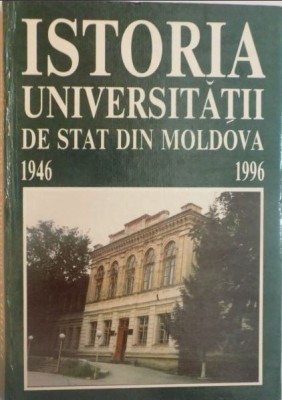 ISTORIA
UNIVERSITĂȚII
DE STAT DIN MOLDOVA
1946 1996